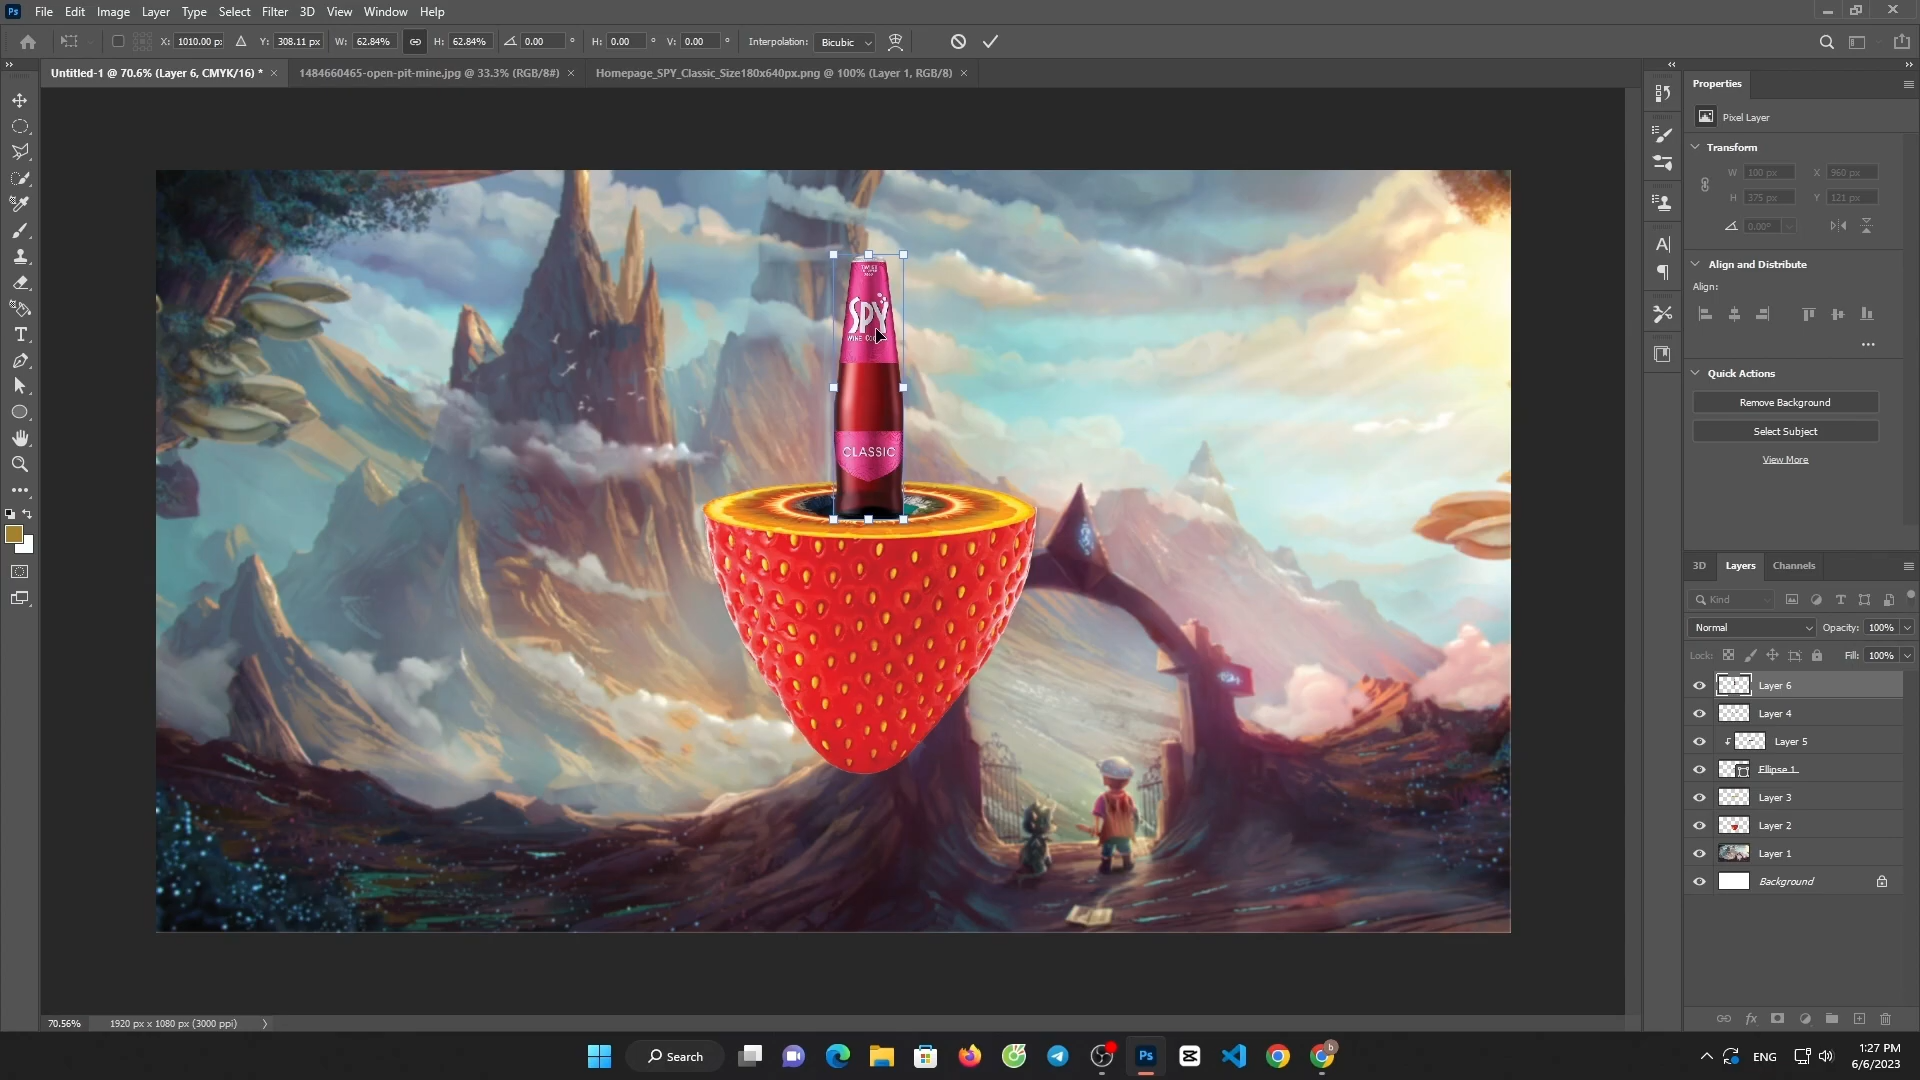 File Edit Image Layer Type Select Filter 3D View Window Help
X: 1010.00 px Y: 308.11 px W: 62.84% H: 62.84% 0.00 ° H: 0.00 ° V: 0.00 ° Interpolation: Bicubic
Untitled-1 @ 70.6% (Layer 6, CMYK/16) * × 1484660465-open-pit-mine.jpg @ 33.3% (RGB/8#) × Homepage_SPY_Classic_Size180x640px.png @ 100% (Layer 1, RGB/8) ×
Properties
Pixel Layer
Transform
W 100 px X 960 px
H 375 px Y 121 px
0.00°
Align and Distribute
Align:
Quick Actions
Remove Background
Select Subject
View More
SPY
WINE
CLASSIC
3D Layers Channels
Kind
Normal Opacity: 100%
Lock: Fill: 100%
Layer 6
Layer 4
Layer 5
Ellipse 1
Layer 3
Layer 2
Layer 1
Background
70.56% 1920 px x 1080 px (3000 ppi)
Search
ENG
1:27 PM
6/6/2023